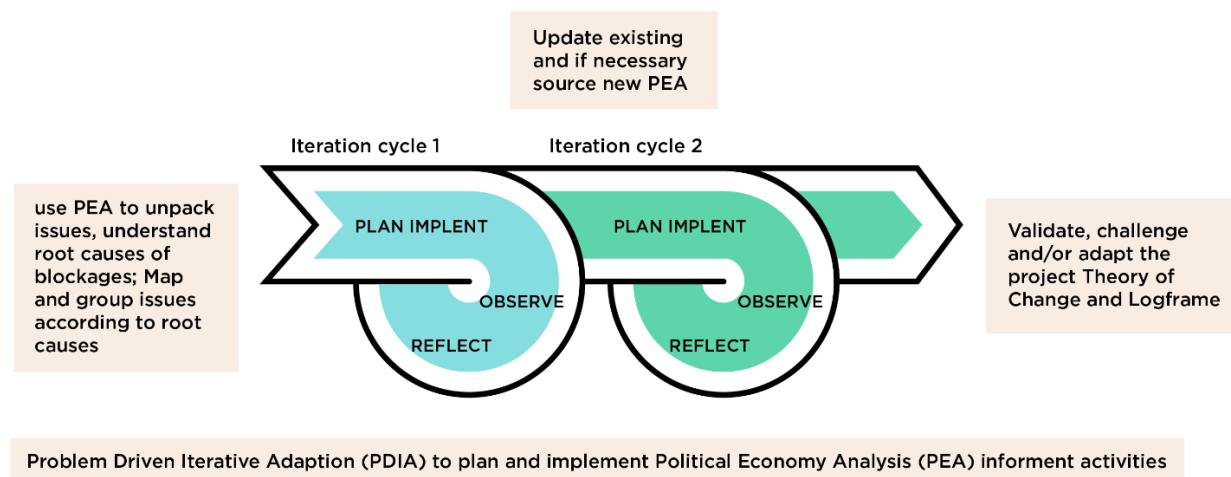 Update existing
and if necessary
source new PEA
Iteration cycle 1
Iteration cycle 2
use PEA to unpack
issues, understand
root causes of
blockages; Map
and group issues
according to root
causes
PLAN IMPLENT
OBSERVE
REFLECT
PLAN IMPLENT
OBSERVE
REFLECT
Validate, challenge
and/or adapt the
project Theory of
Change and Logframe
Problem Driven Iterative Adaption (PDIA) to plan and implement Political Economy Analysis (PEA) informent activities